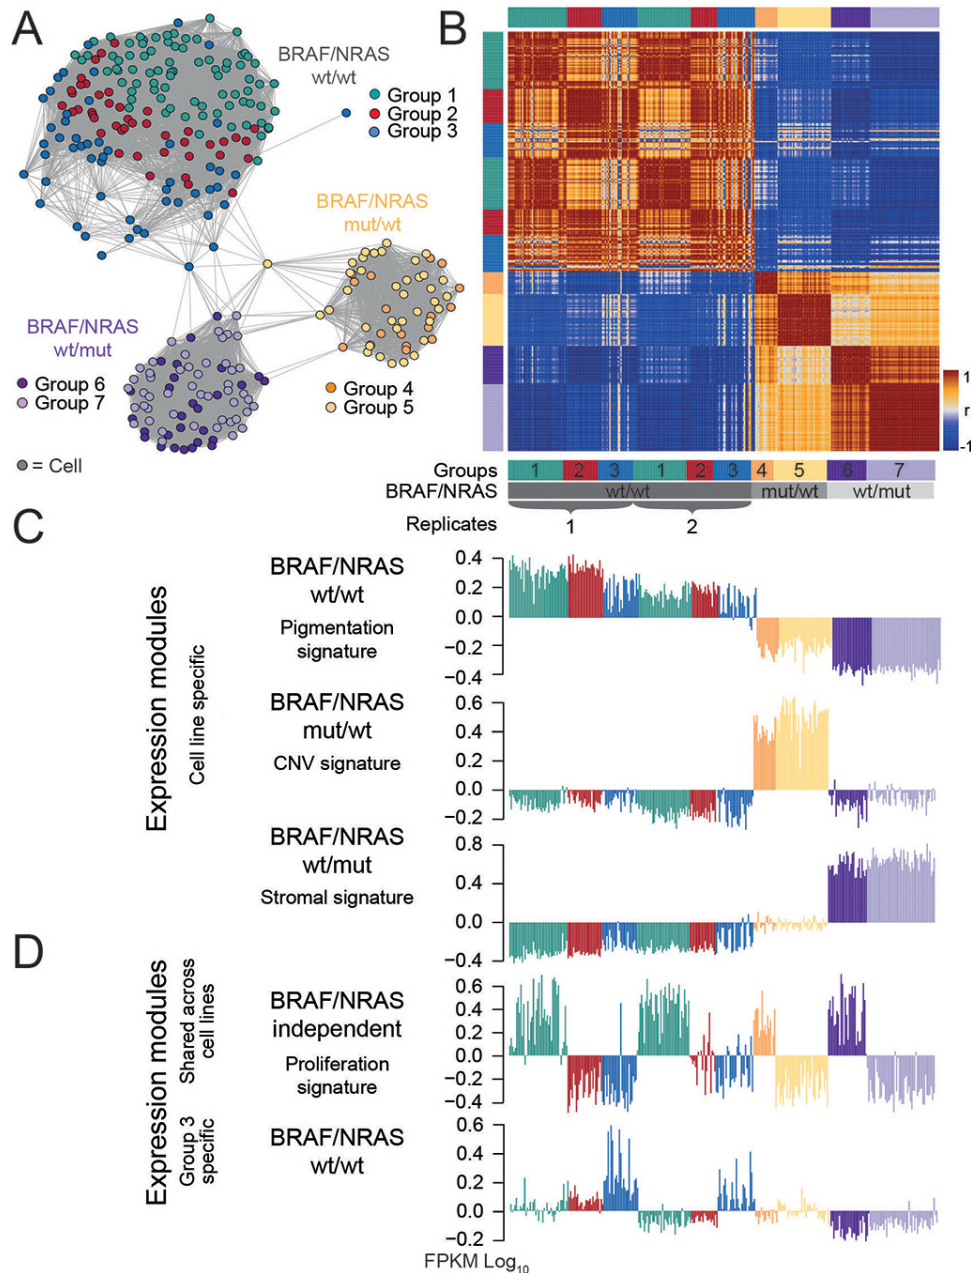 A
BRAF/NRAS
wt/wt
Group 1
Group 2
Group 3
BRAF/NRAS
mut/wt
BRAF/NRAS
wt/mut
Group 6
Group 7
Group 4
Group 5
= Cell
B
1
r
-1
Groups 1 2 3 1 2 3 4 5 6 7
BRAF/NRAS wt/wt mut/wt wt/mut
Replicates 1 2
C
Expression modules
Cell line specific
BRAF/NRAS
wt/wt
Pigmentation
signature
0.4
0.2
0.0
−0.2
−0.4
BRAF/NRAS
mut/wt
CNV signature
0.6
0.4
0.2
0.0
−0.2
BRAF/NRAS
wt/mut
Stromal signature
0.8
0.4
0.0
−0.4
D
Expression modules
Shared across
cell lines
BRAF/NRAS
independent
Proliferation
signature
0.6
0.4
0.2
0.0
−0.2
−0.4
Group 3
specific
BRAF/NRAS
wt/wt
0.6
0.4
0.2
0.0
−0.2
FPKM Log10